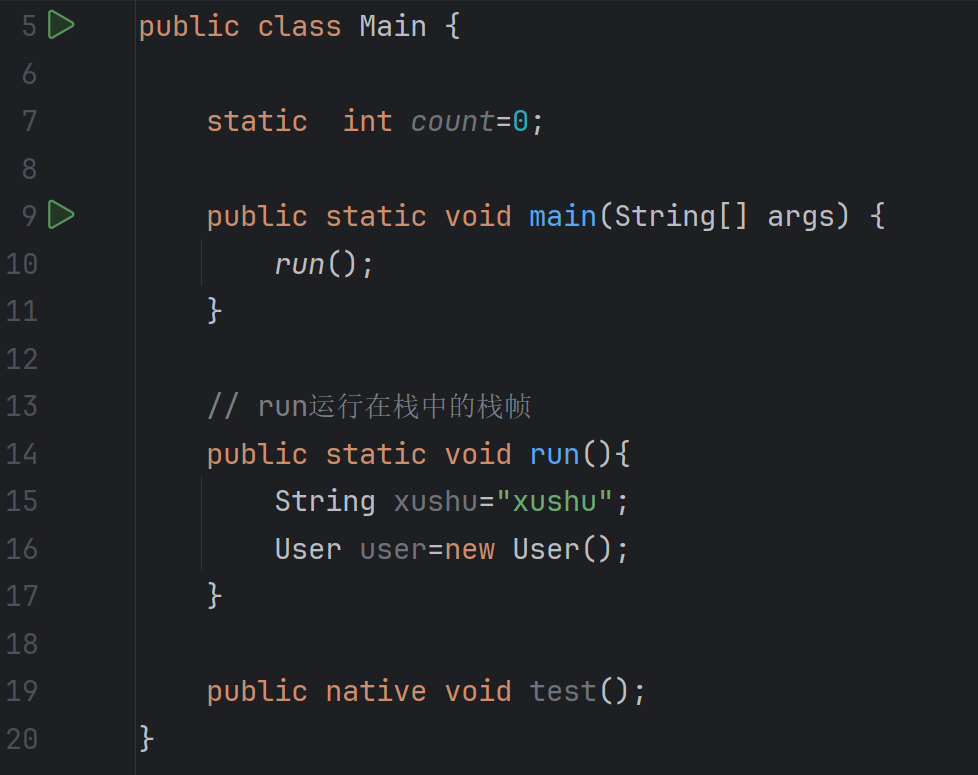 5 public class Main {
6
7 static  int count=0;
8
9 public static void main(String[] args) {
10 run();
11 }
12
13 // run运行在栈中的栈帧
14 public static void run(){
15 String xushu="xushu";
16 User user=new User();
17 }
18
19 public native void test();
20 }